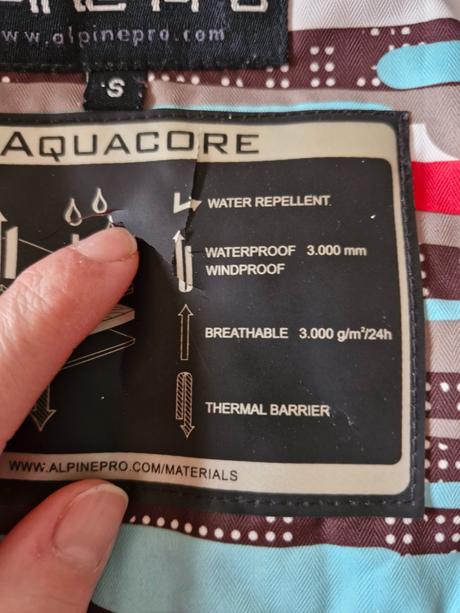 www.alpinepro.com
S
AQUACORE
WATER REPELLENT
WATERPROOF 3.000 mm
WINDPROOF
BREATHABLE 3.000 g/m²/24h
THERMAL BARRIER
WWW.ALPINEPRO.COM/MATERIALS